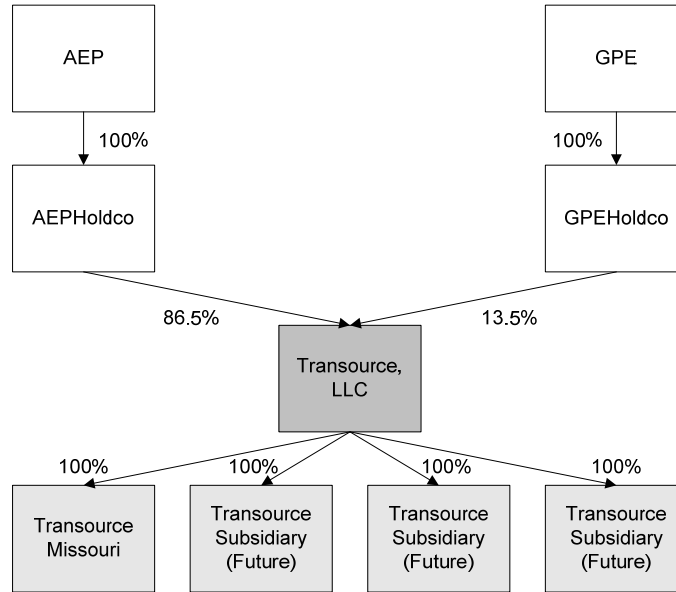 AEP
GPE
100%
100%
AEPHoldco
GPEHoldco
86.5%
13.5%
Transource,
LLC
100%
100%
100%
100%
Transource
Missouri
Transource
Subsidiary
(Future)
Transource
Subsidiary
(Future)
Transource
Subsidiary
(Future)